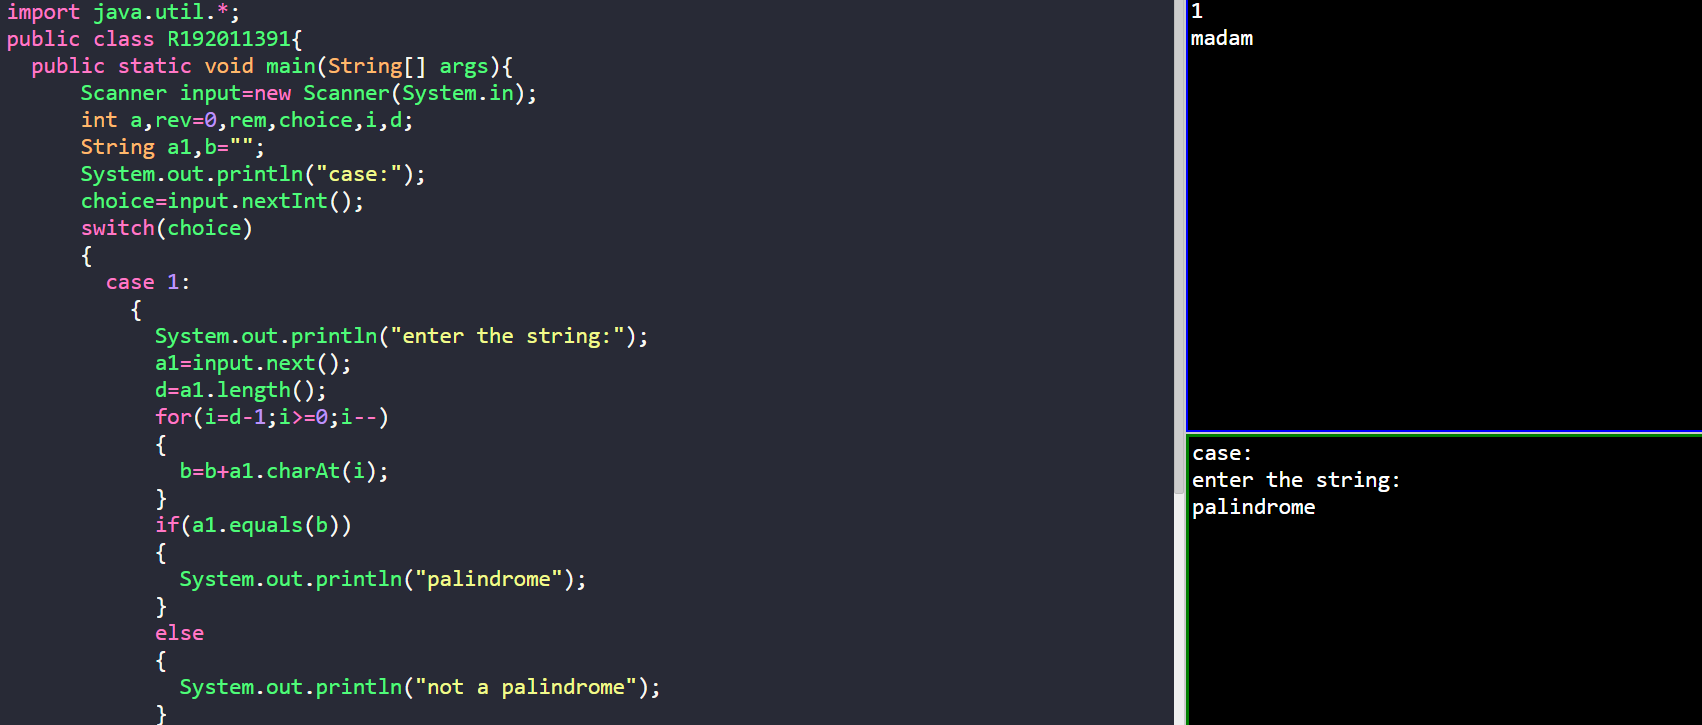 import java.util.*;
public class R192011391{
  public static void main(String[] args){
      Scanner input=new Scanner(System.in);
      int a,rev=0,rem,choice,i,d;
      String a1,b="";
      System.out.println("case:");
      choice=input.nextInt();
      switch(choice)
      {
        case 1:
          {
            System.out.println("enter the string:");
            a1=input.next();
            d=a1.length();
            for(i=d-1;i>=0;i--)
            {
              b=b+a1.charAt(i);
            }
            if(a1.equals(b))
            {
              System.out.println("palindrome");
            }
            else
            {
              System.out.println("not a palindrome");
            }
1
madam
case:
enter the string:
palindrome